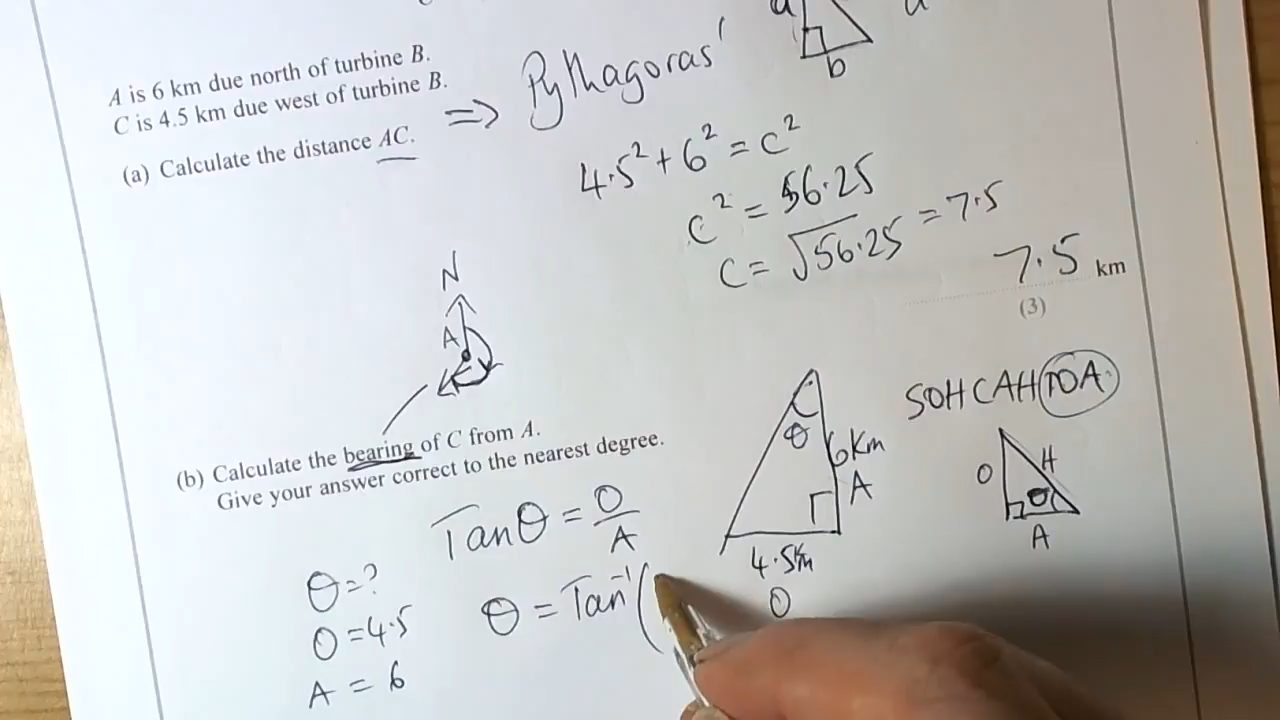 A is 6 km due north of turbine B.
C is 4.5 km due west of turbine B.
(a) Calculate the distance AC.
=> Pythagoras'
a
b
4.5² + 6² = c²
c² = 56.25
c = √56.25 = 7.5
7.5 km
(3)
N
A
(b) Calculate the bearing of C from A.
Give your answer correct to the nearest degree.
Tanθ = O/A
θ = ?
O = 4.5
A = 6
θ = Tan⁻¹(
θ
6km
A
4.5km
O
SOHCAHTOA
O
H
θ
A